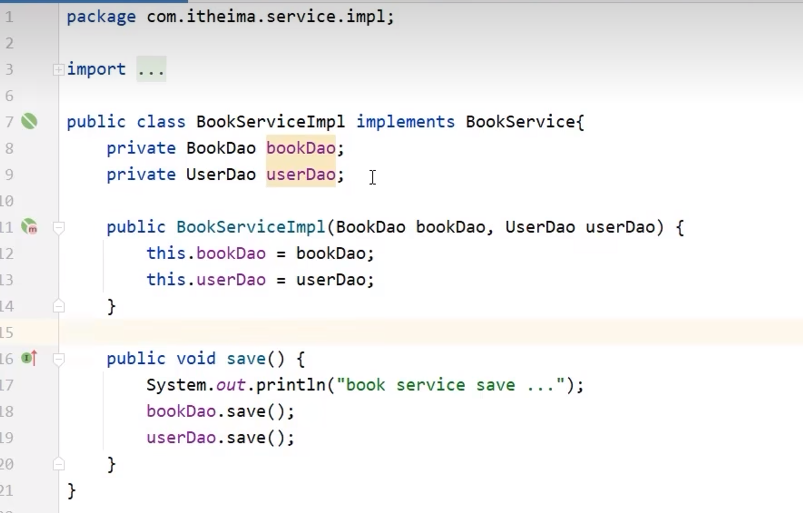 1 package com.itheima.service.impl;
2
3 import ...
6
7 public class BookServiceImpl implements BookService{
8 private BookDao bookDao;
9 private UserDao userDao;
10
11 public BookServiceImpl(BookDao bookDao, UserDao userDao) {
12 this.bookDao = bookDao;
13 this.userDao = userDao;
14 }
15
16 public void save() {
17 System.out.println("book service save ...");
18 bookDao.save();
19 userDao.save();
20 }
21 }